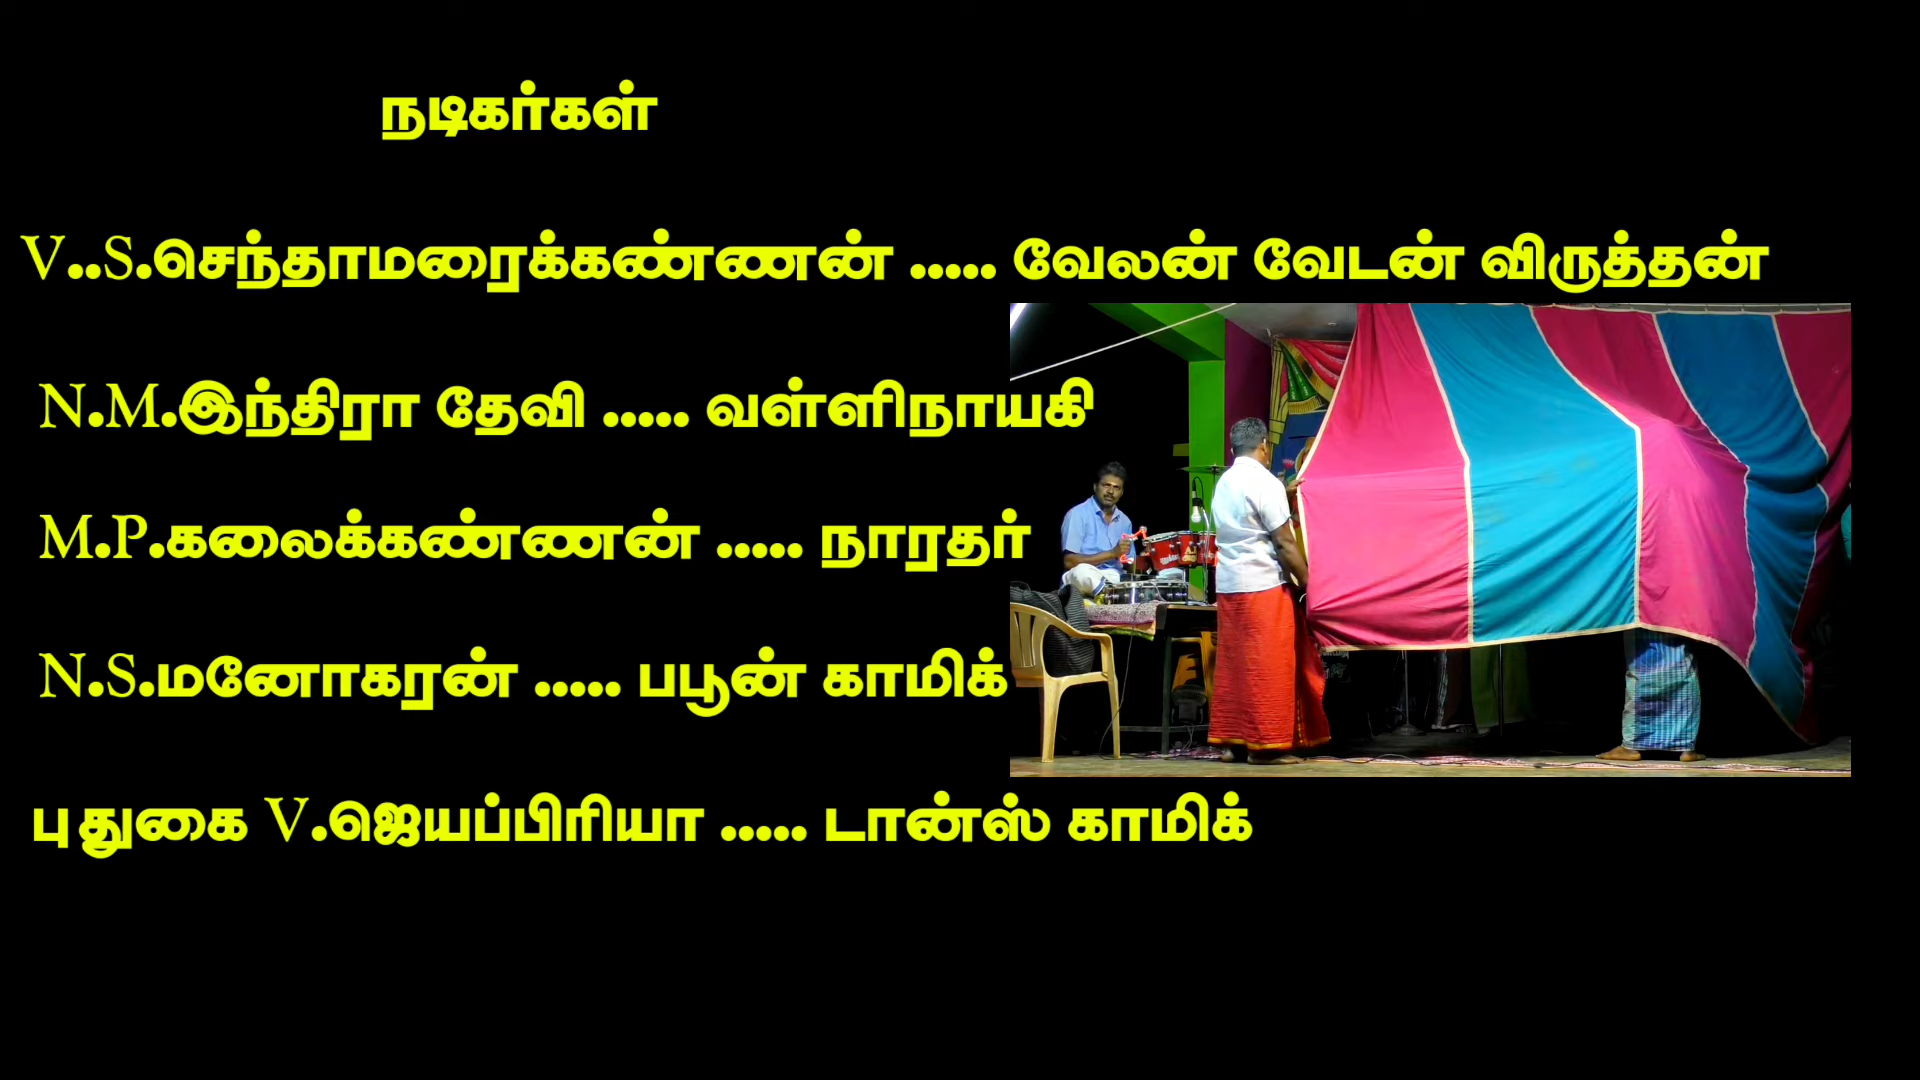 நடிகர்கள்
V..S.செந்தாமரைக்கண்ணன் ..... வேலன் வேடன் விருத்தன்
N.M.இந்திரா தேவி ..... வள்ளிநாயகி
M.P.கலைக்கண்ணன் ..... நாரதர்
N.S.மனோகரன் ..... பபூன் காமிக்
புதுகை V.ஜெயப்பிரியா ..... டான்ஸ் காமிக்